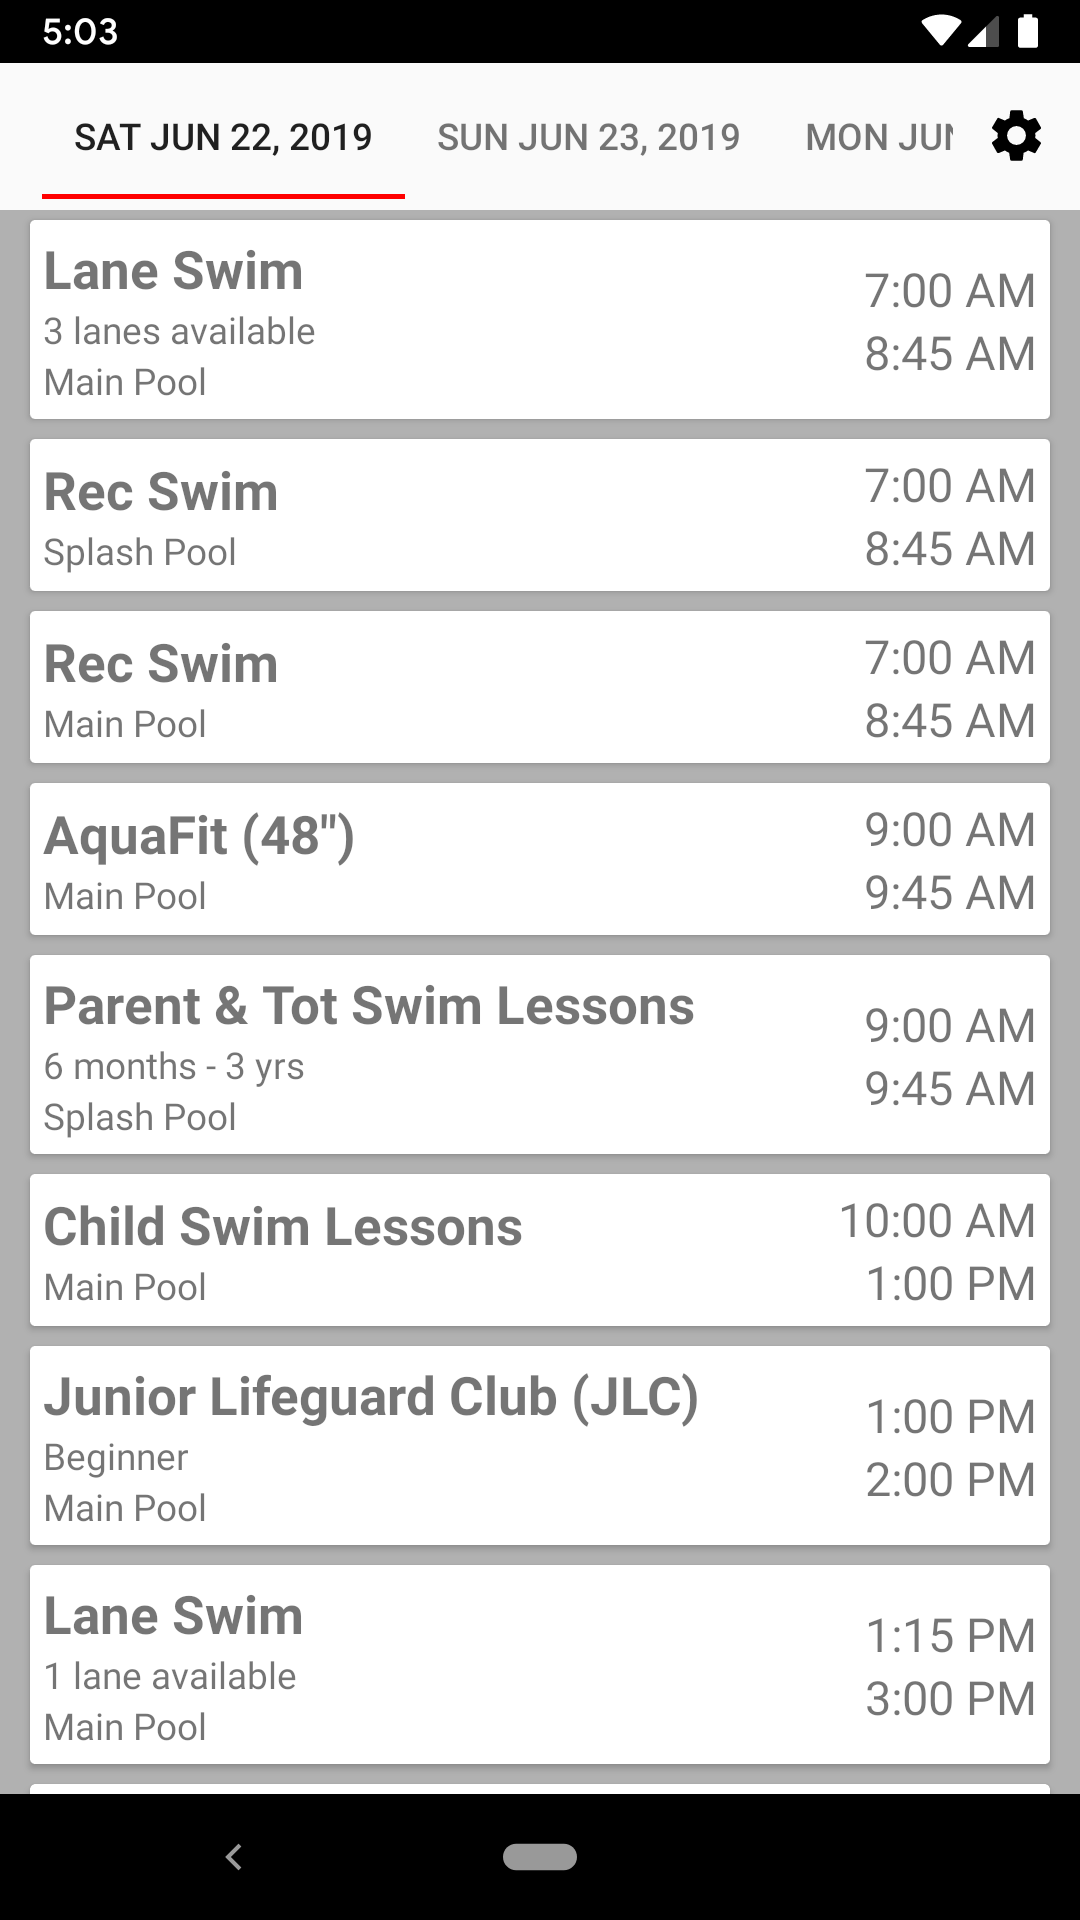 5:03
SAT JUN 22, 2019 SUN JUN 23, 2019 MON JUN
Lane Swim
3 lanes available
Main Pool
7:00 AM
8:45 AM
Rec Swim
Splash Pool
7:00 AM
8:45 AM
Rec Swim
Main Pool
7:00 AM
8:45 AM
AquaFit (48")
Main Pool
9:00 AM
9:45 AM
Parent & Tot Swim Lessons
6 months - 3 yrs
Splash Pool
9:00 AM
9:45 AM
Child Swim Lessons
Main Pool
10:00 AM
1:00 PM
Junior Lifeguard Club (JLC)
Beginner
Main Pool
1:00 PM
2:00 PM
Lane Swim
1 lane available
Main Pool
1:15 PM
3:00 PM